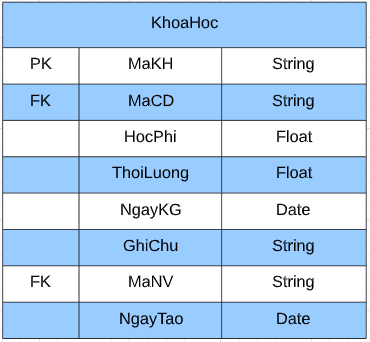 KhoaHoc
PK MaKH String
FK MaCD String
HocPhi Float
ThoiLuong Float
NgayKG Date
GhiChu String
FK MaNV String
NgayTao Date